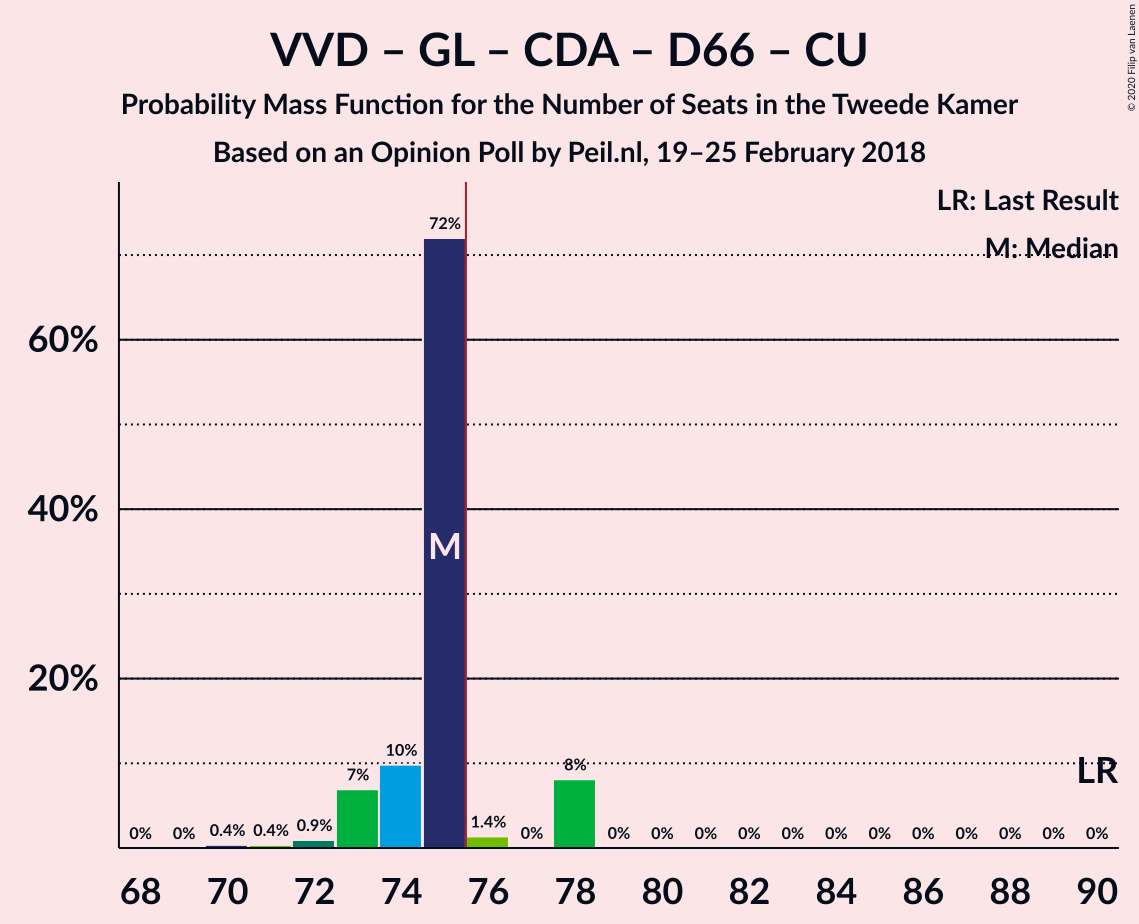 VVD – GL – CDA – D66 – CU
Probability Mass Function for the Number of Seats in the Tweede Kamer
Based on an Opinion Poll by Peil.nl, 19–25 February 2018
© 2020 Filip van Laenen
LR: Last Result
M: Median
60%
40%
20%
0% 0% 0.4% 0.4% 0.9% 7% 10% 72% 1.4% 0% 8% 0% 0% 0% 0% 0% 0% 0% 0% 0% 0% 0% 0%
M
LR
68 70 72 74 76 78 80 82 84 86 88 90